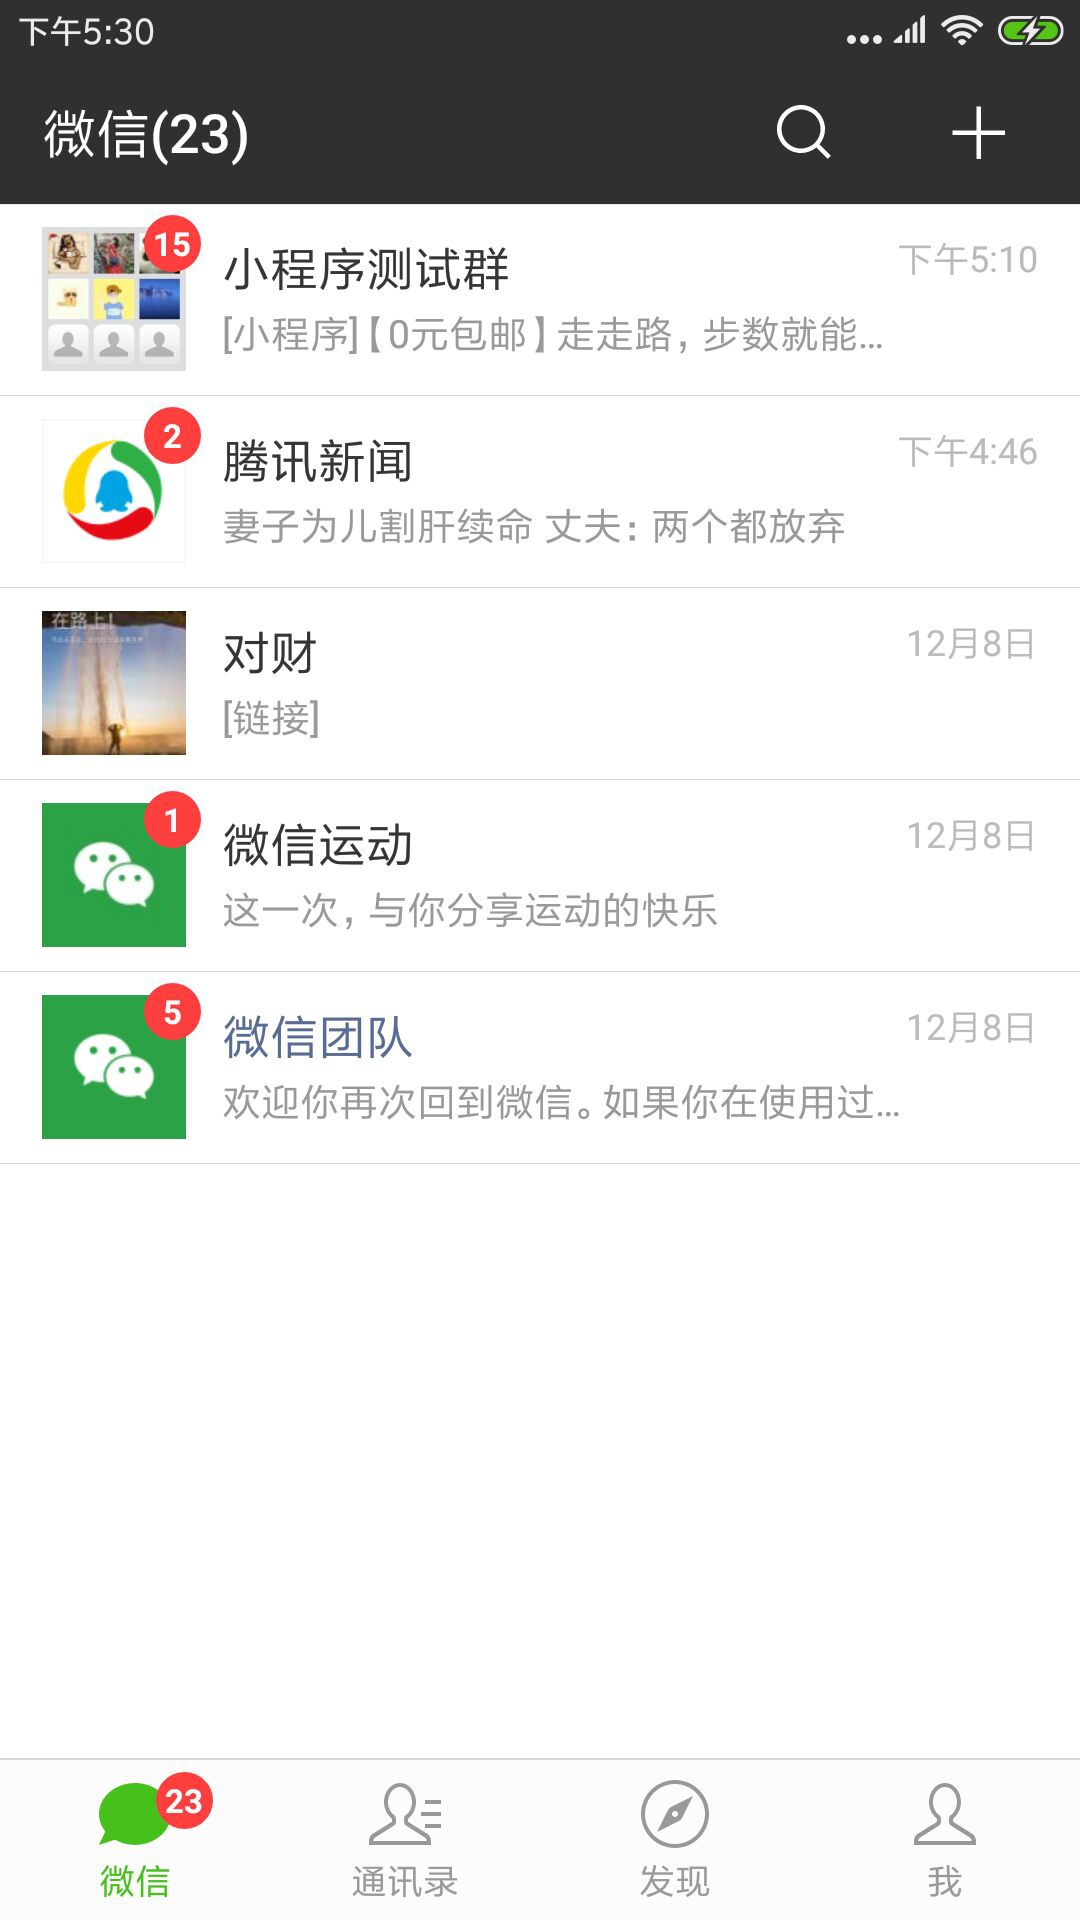 下午5:30
微信(23)
15
小程序测试群
下午5:10
[小程序]【0元包邮】走走路，步数就能...
2
腾讯新闻
下午4:46
妻子为儿割肝续命 丈夫：两个都放弃
在路上!
对财
12月8日
[链接]
1
微信运动
12月8日
这一次，与你分享运动的快乐
5
微信团队
12月8日
欢迎你再次回到微信。如果你在使用过...
23
微信
通讯录
发现
我